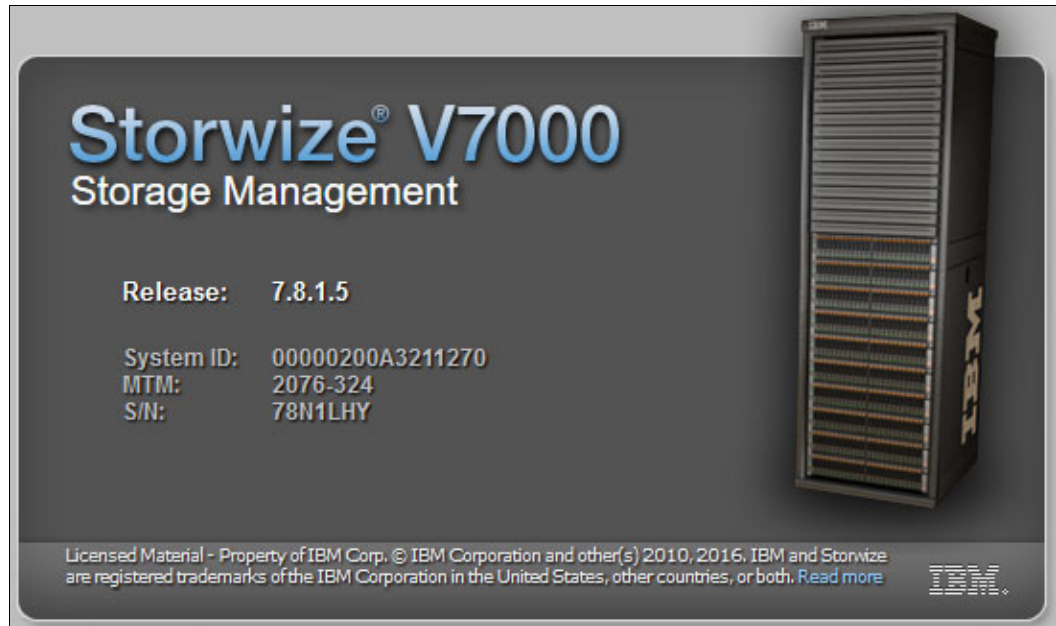 IBM
Storwize® V7000
Storage Management
Release: 7.8.1.5
System ID: 00000200A3211270
MTM: 2076-324
S/N: 78N1LHY
IBM
Licensed Material - Property of IBM Corp. © IBM Corporation and other(s) 2010, 2016. IBM and Storwize
are registered trademarks of the IBM Corporation in the United States, other countries, or both. Read more
IBM.